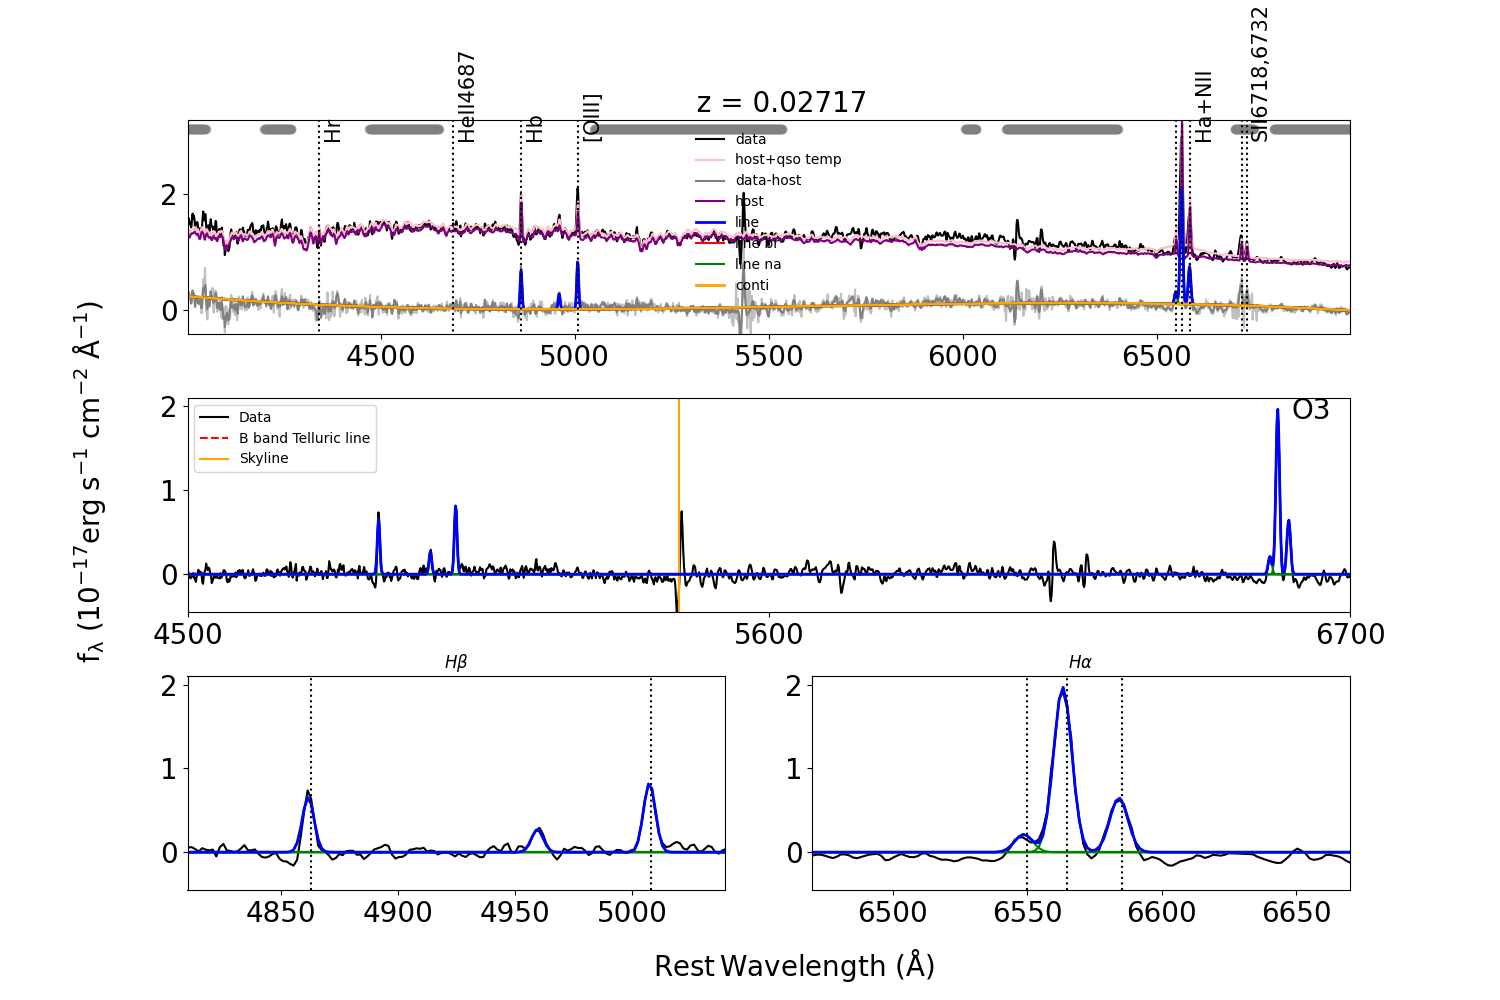 z = 0.02717
Hr
HeII4687
Hb
[OIII]
Ha+NII
SII6718,6732
data
host+qso temp
data-host
host
line
line br
line na
conti
2
0
4500 5000 5500 6000 6500
fλ (10⁻¹⁷erg s⁻¹ cm⁻² Å⁻¹)
Data
B band Telluric line
Skyline
O3
2
1
0
4500 5600 6700
Hβ
2
1
0
4850 4900 4950 5000
Hα
2
1
0
6500 6550 6600 6650
Rest Wavelength (Å)